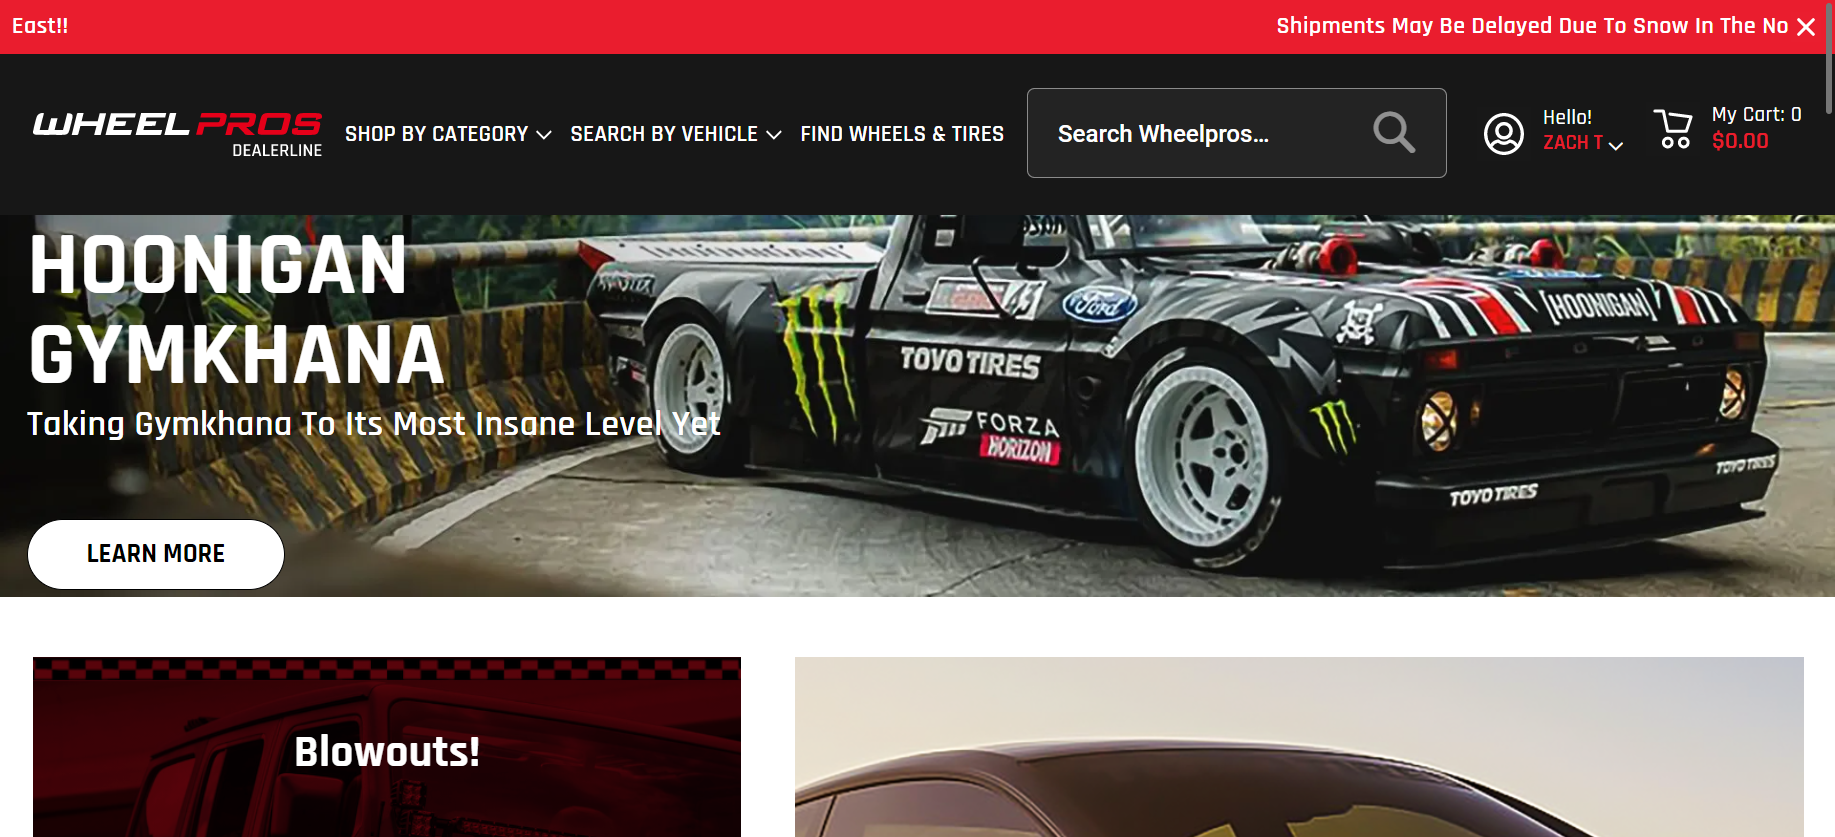 East!!
Shipments May Be Delayed Due To Snow In The No
WHEEL PROS
DEALERLINE
SHOP BY CATEGORY
SEARCH BY VEHICLE
FIND WHEELS & TIRES
Search Wheelpros...
Hello!
ZACH T
My Cart: 0
$0.00
HOONIGAN
GYMKHANA
Taking Gymkhana To Its Most Insane Level Yet
LEARN MORE
Ford
[HOONIGAN]
TOYO TIRES
FORZA
HORIZON
TOYO TIRES
TOYO TIRES
Blowouts!